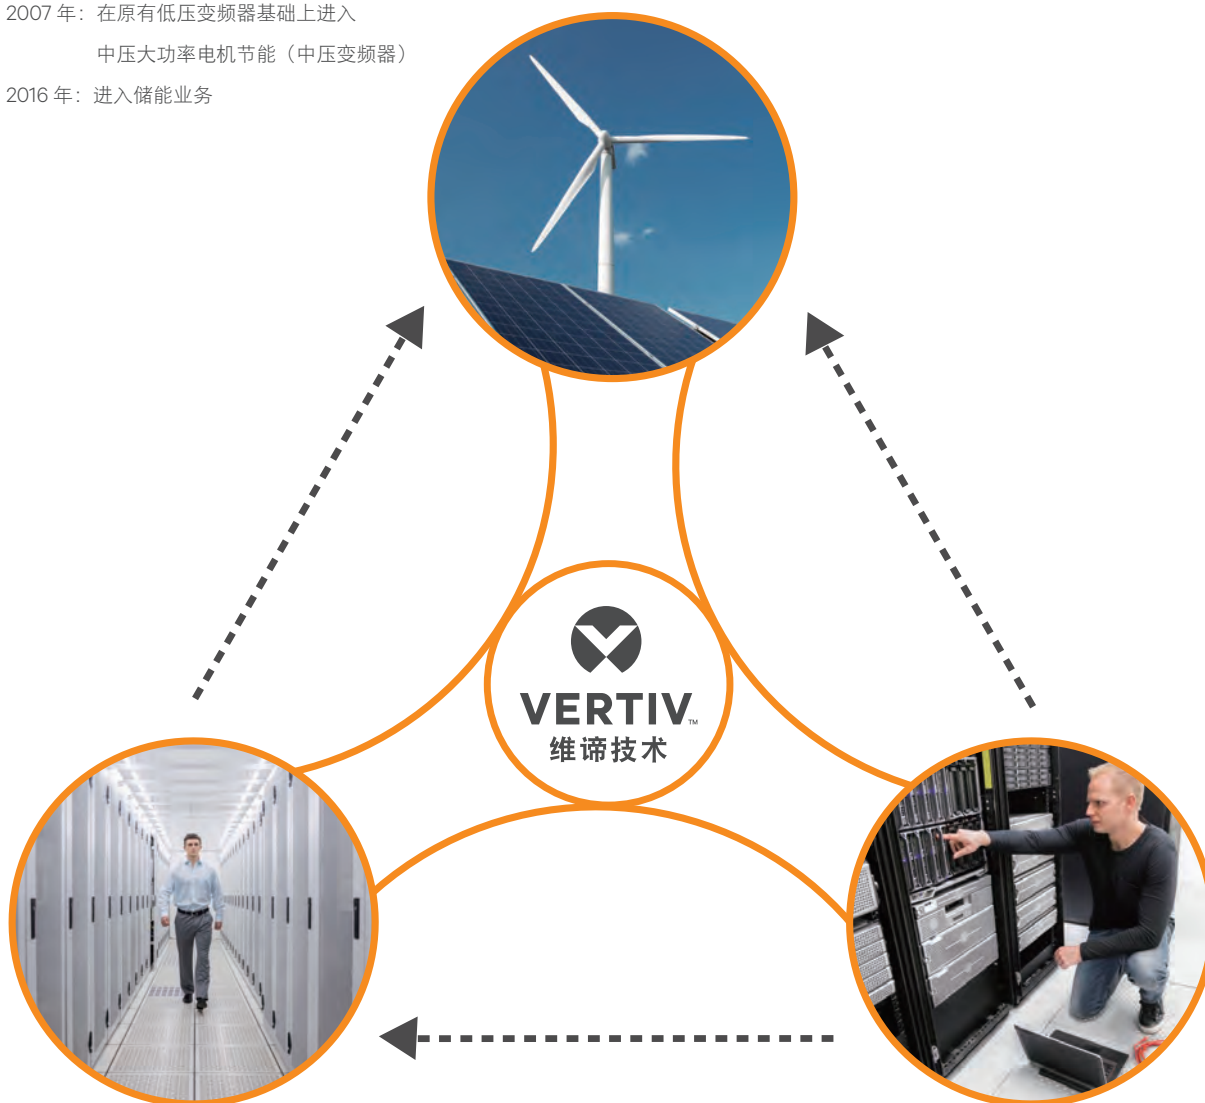 2007 年：在原有低压变频器基础上进入
中压大功率电机节能（中压变频器）
2016 年：进入储能业务
VERTIV™
维谛技术